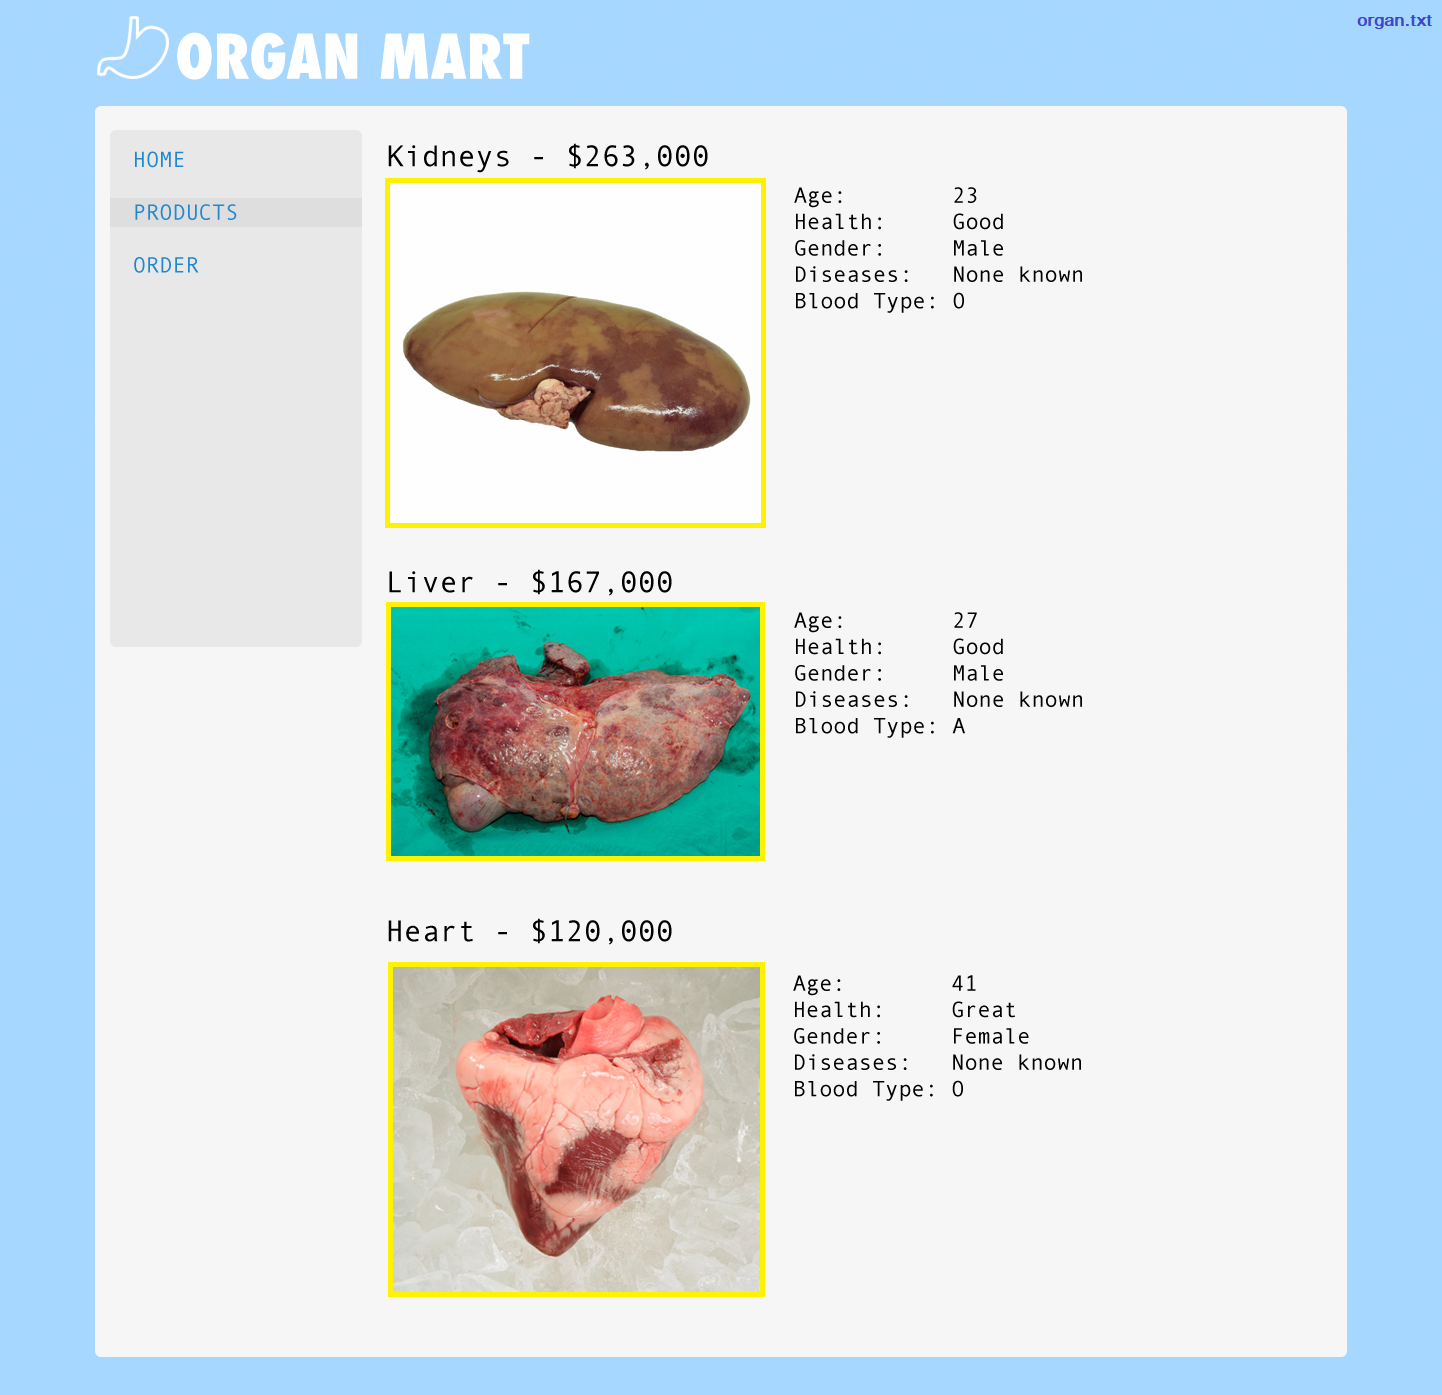 organ.txt
ORGAN MART
HOME
PRODUCTS
ORDER
Kidneys - $263,000
Age: 23
Health: Good
Gender: Male
Diseases: None known
Blood Type: O
Liver - $167,000
Age: 27
Health: Good
Gender: Male
Diseases: None known
Blood Type: A
Heart - $120,000
Age: 41
Health: Great
Gender: Female
Diseases: None known
Blood Type: O